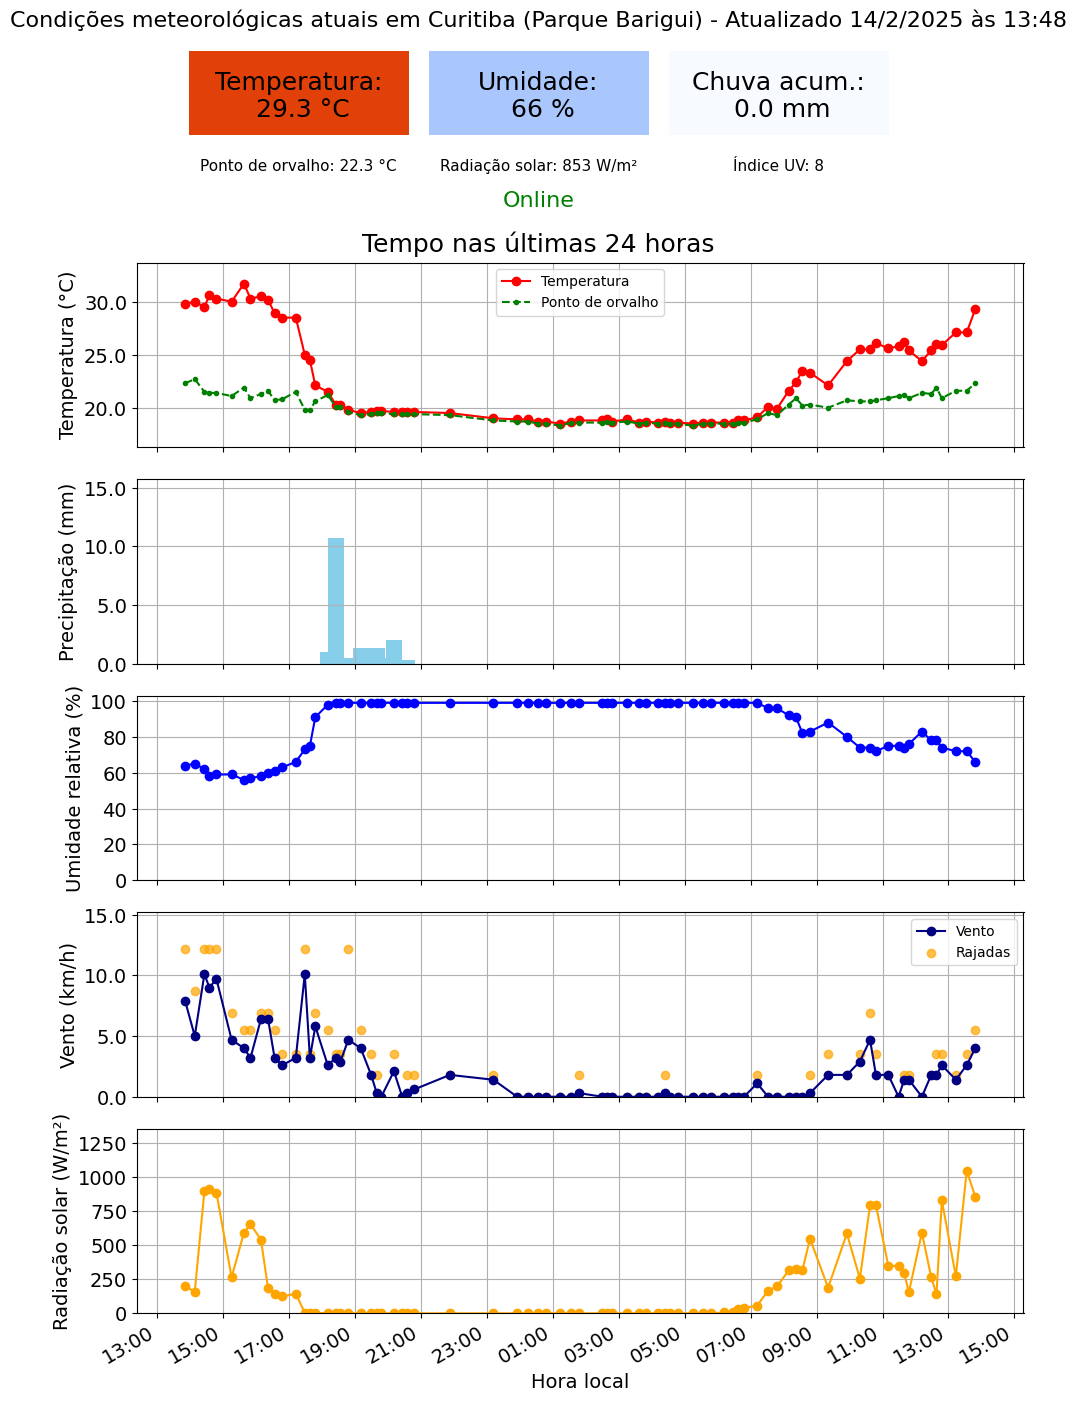 Condições meteorológicas atuais em Curitiba (Parque Barigui) - Atualizado 14/2/2025 às 13:48
Temperatura:
29.3 °C
Umidade:
66 %
Chuva acum.:
0.0 mm
Ponto de orvalho: 22.3 °C
Radiação solar: 853 W/m²
Índice UV: 8
Online
Tempo nas últimas 24 horas
Temperatura (°C)
30.0
25.0
20.0
Temperatura
Ponto de orvalho
Precipitação (mm)
15.0
10.0
5.0
0.0
Umidade relativa (%)
100
80
60
40
20
0
Vento (km/h)
15.0
10.0
5.0
0.0
Vento
Rajadas
Radiação solar (W/m²)
1250
1000
750
500
250
0
13:00
15:00
17:00
19:00
21:00
23:00
01:00
03:00
05:00
07:00
09:00
11:00
13:00
15:00
Hora local